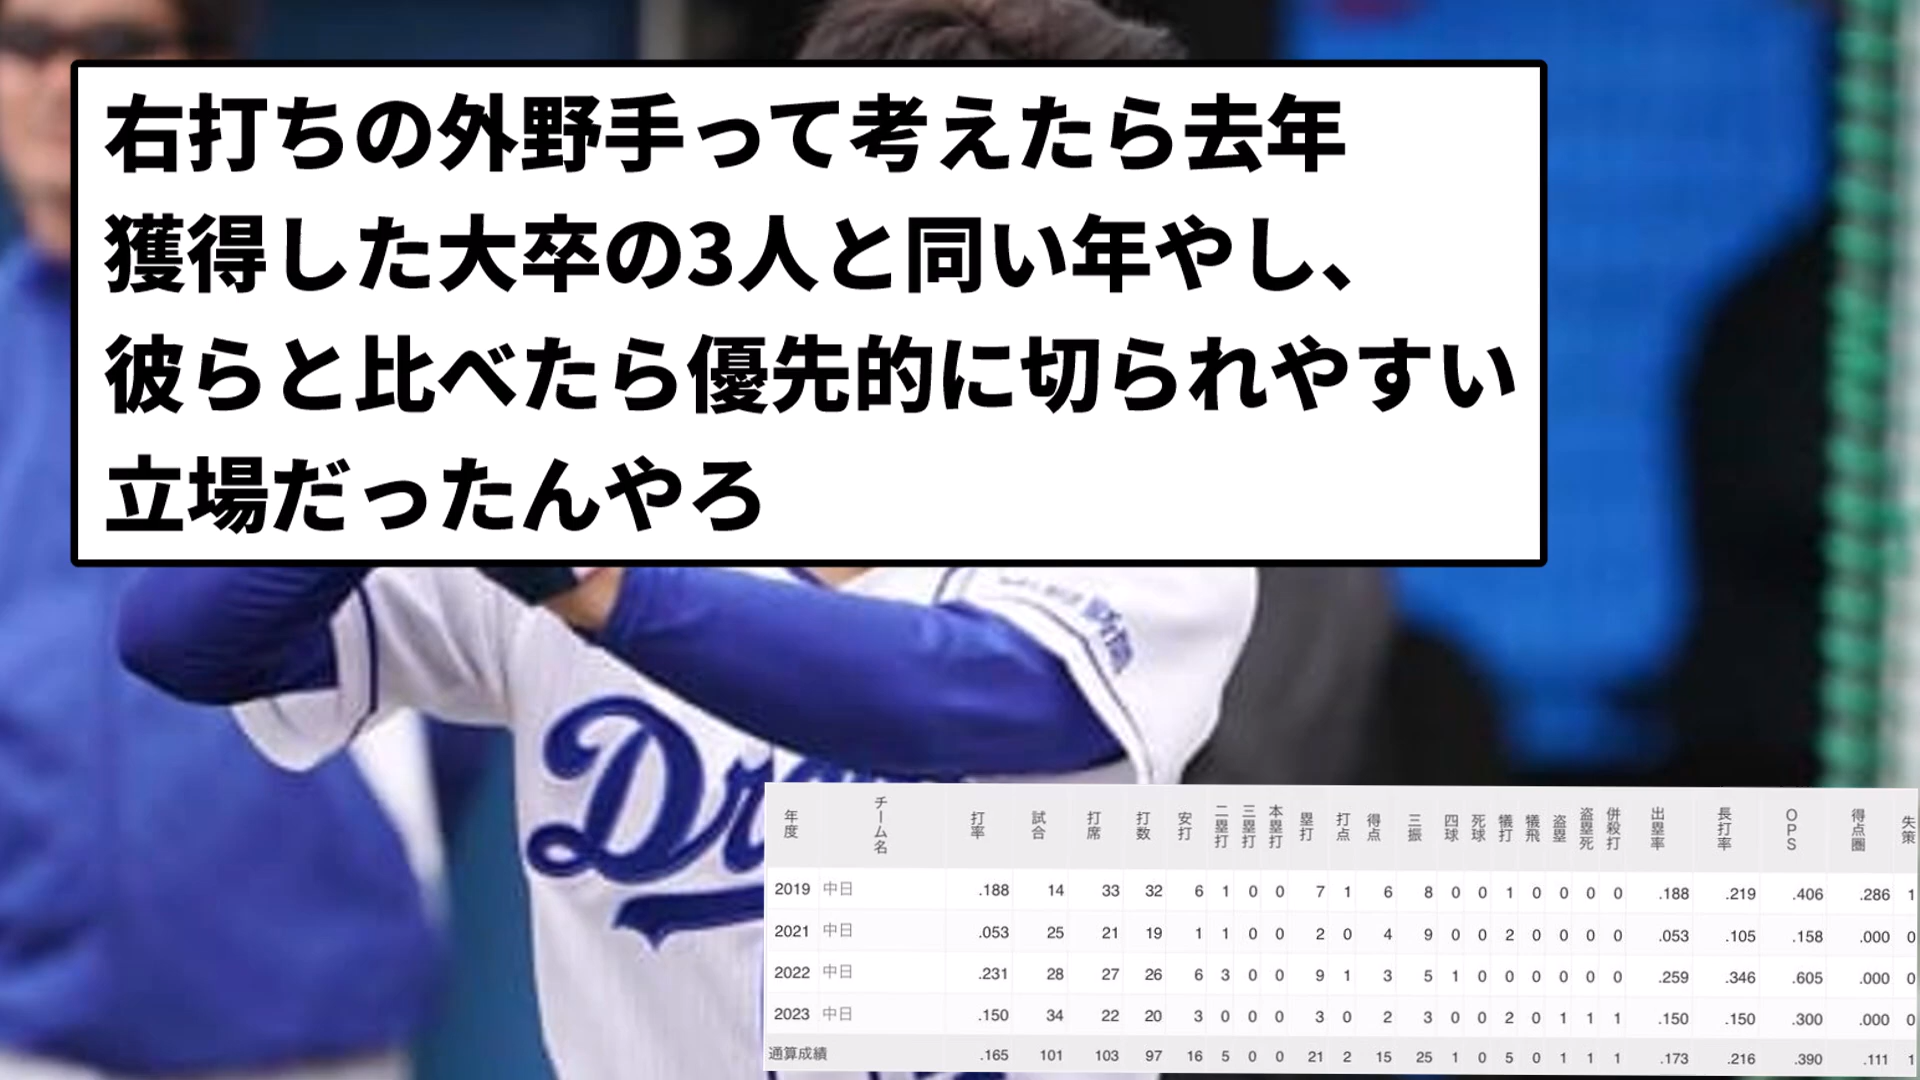 右打ちの外野手って考えたら去年
獲得した大卒の3人と同い年やし、
彼らと比べたら優先的に切られやすい
立場だったんやろ
Dr
年度 チーム名 打率 試合 打席 打数 安打 二塁打 三塁打 本塁打 塁打 打点 得点 三振 四球 死球 犠打 犠飛 盗塁 盗塁死 併殺打 出塁率 長打率 OPS 得点圏 失策
2019 中日 .188 14 33 32 6 1 0 0 7 1 6 8 0 0 1 0 0 0 0 .188 .219 .406 .286 1
2021 中日 .053 25 21 19 1 1 0 0 2 0 4 9 0 0 2 0 0 0 0 .053 .105 .158 .000 0
2022 中日 .231 28 27 26 6 3 0 0 9 1 3 5 1 0 0 0 0 0 0 .259 .346 .605 .000 0
2023 中日 .150 34 22 20 3 0 0 0 3 0 2 3 0 0 2 0 1 1 1 .150 .150 .300 .000 0
通算成績 .165 101 103 97 16 5 0 0 21 2 15 25 1 0 5 0 1 1 1 .173 .216 .390 .111 1